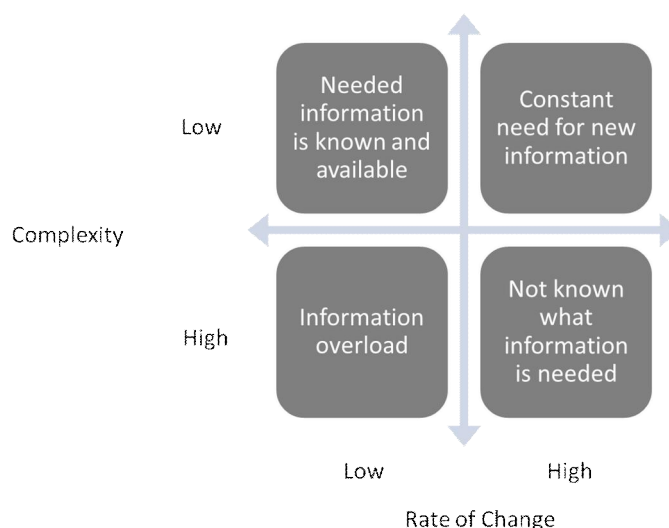 Needed
information
is known and
available
Constant
need for new
information
Low
Complexity
Information
overload
Not known
what
information
is needed
High
Low
High
Rate of Change